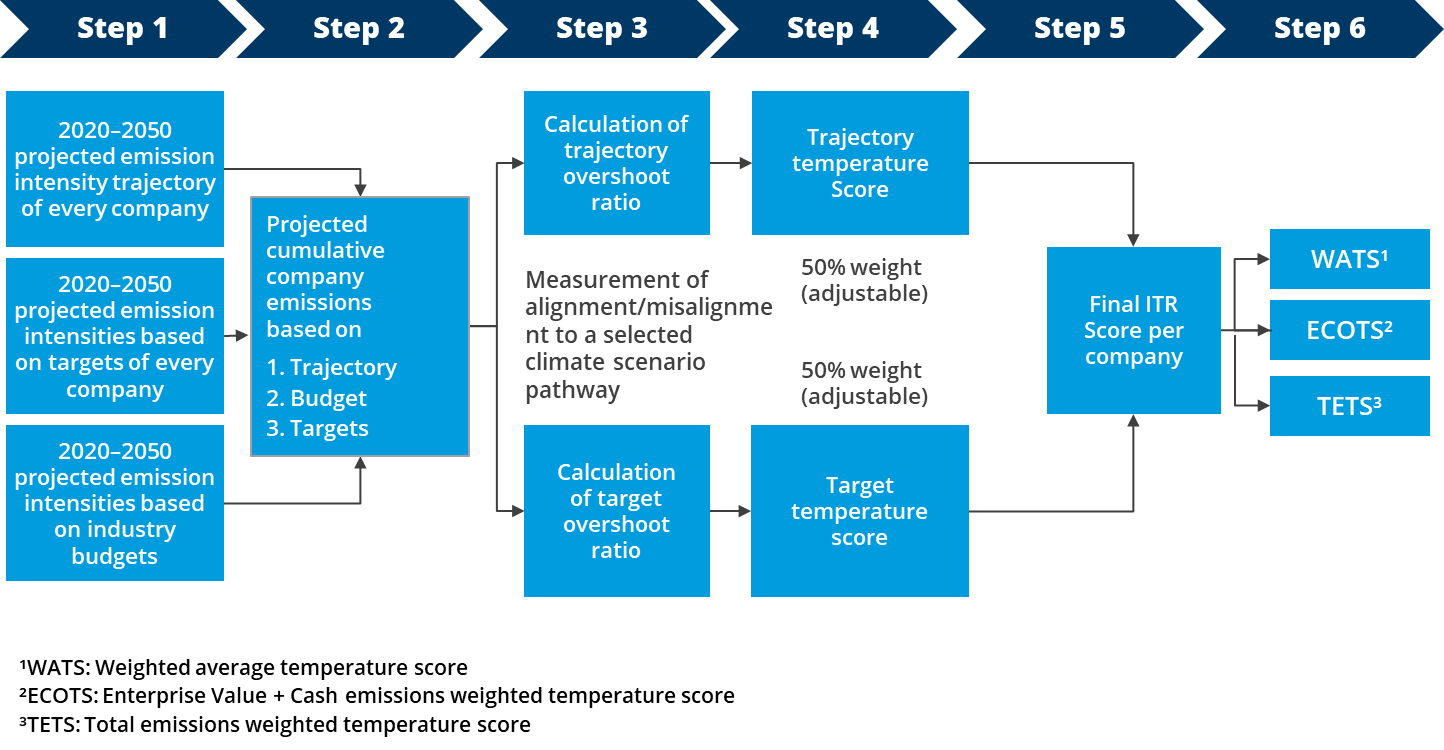 Step 1
Step 2
Step 3
Step 4
Step 5
Step 6
2020–2050
projected emission
intensity trajectory
of every company
2020–2050
projected emission
intensities based
on targets of every
company
2020–2050
projected emission
intensities based
on industry
budgets
Projected
cumulative
company
emissions
based on
1. Trajectory
2. Budget
3. Targets
Calculation of
trajectory
overshoot
ratio
Measurement of
alignment/misalignme
nt to a selected
climate scenario
pathway
Calculation
of target
overshoot
ratio
Trajectory
temperature
Score
50% weight
(adjustable)
50% weight
(adjustable)
Target
temperature
score
Final ITR
Score per
company
WATS¹
ECOTS²
TETS³
¹WATS: Weighted average temperature score
²ECOTS: Enterprise Value + Cash emissions weighted temperature score
³TETS: Total emissions weighted temperature score